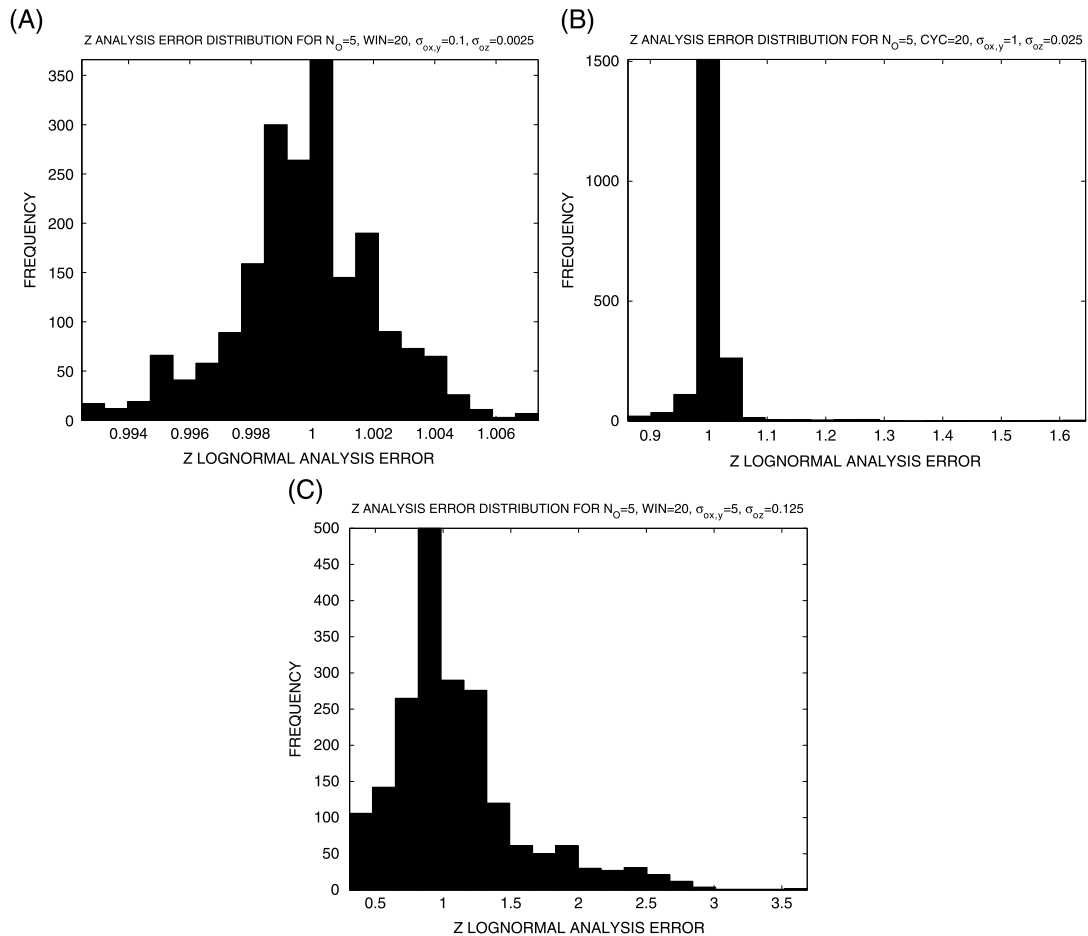 (A)
Z ANALYSIS ERROR DISTRIBUTION FOR N_O=5, WIN=20, σ_ox,y=0.1, σ_oz=0.0025
350
300
250
200
150
100
50
0
FREQUENCY
0.994 0.996 0.998 1 1.002 1.004 1.006
Z LOGNORMAL ANALYSIS ERROR
(B)
Z ANALYSIS ERROR DISTRIBUTION FOR N_O=5, CYC=20, σ_ox,y=1, σ_oz=0.025
1500
1000
500
0
FREQUENCY
0.9 1 1.1 1.2 1.3 1.4 1.5 1.6
Z LOGNORMAL ANALYSIS ERROR
(C)
Z ANALYSIS ERROR DISTRIBUTION FOR N_O=5, WIN=20, σ_ox,y=5, σ_oz=0.125
500
450
400
350
300
250
200
150
100
50
0
FREQUENCY
0.5 1 1.5 2 2.5 3 3.5
Z LOGNORMAL ANALYSIS ERROR